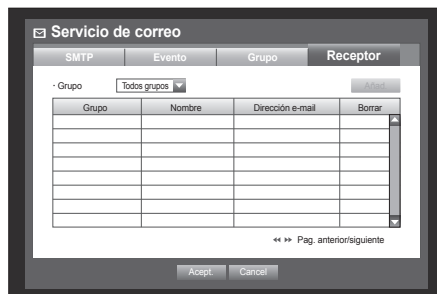 Servicio de correo
SMTP Evento Grupo Receptor
· Grupo Todos grupos Añad.
Grupo Nombre Dirección e-mail Borrar
Pag. anterior/siguiente
Acept. Cancel